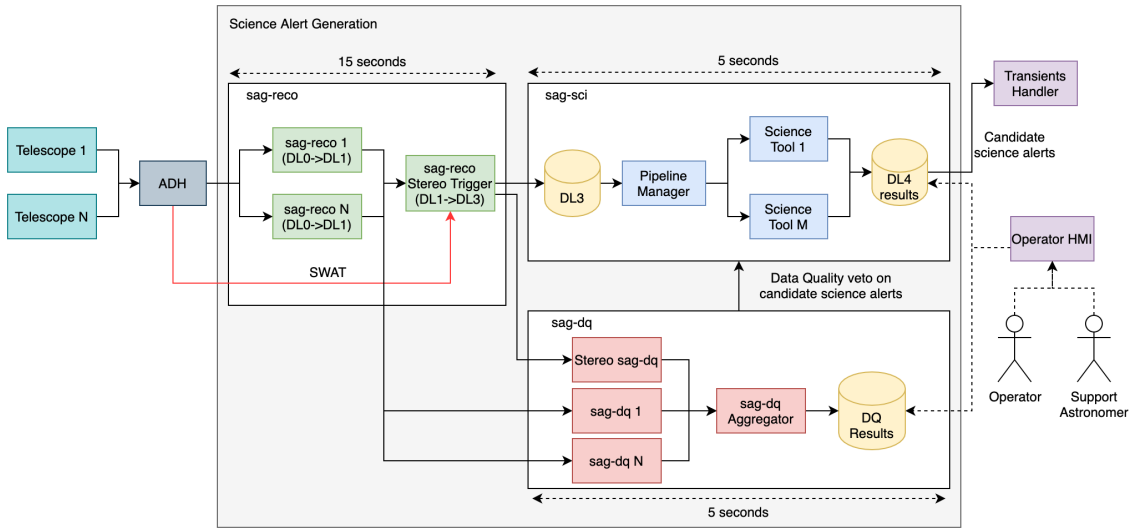 Science Alert Generation
15 seconds
5 seconds
sag-reco
sag-sci
Transients
Handler
Telescope 1
Telescope N
ADH
sag-reco 1
(DL0->DL1)
sag-reco N
(DL0->DL1)
sag-reco
Stereo Trigger
(DL1->DL3)
SWAT
DL3
Pipeline
Manager
Science
Tool 1
Science
Tool M
DL4
results
Candidate
science alerts
Operator HMI
Data Quality veto on
candidate science alerts
sag-dq
Stereo sag-dq
sag-dq 1
sag-dq N
sag-dq
Aggregator
DQ
Results
Operator
Support
Astronomer
5 seconds